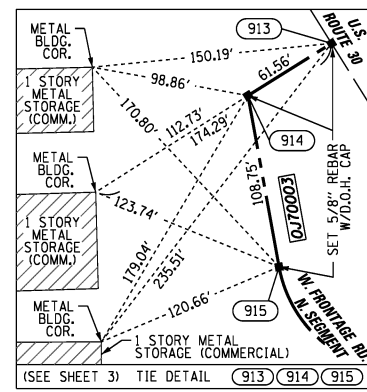 913
U.S.
ROUTE 30
METAL
BLDG.
COR.
150.19'
61.56'
98.86'
1 STORY
METAL
STORAGE
(COMM.)
170.80'
112.73'
174.29'
914
METAL
BLDG.
COR.
108.75'
0J70003
SET 5/8" REBAR
W/D.O.H. CAP
1 STORY
METAL
STORAGE
(COMM.)
123.74'
179.04'
235.51'
120.66'
METAL
BLDG.
COR.
915
W. FRONTAGE RD.
N. SEGMENT
1 STORY METAL
STORAGE (COMMERCIAL)
(SEE SHEET 3) TIE DETAIL 913 914 915